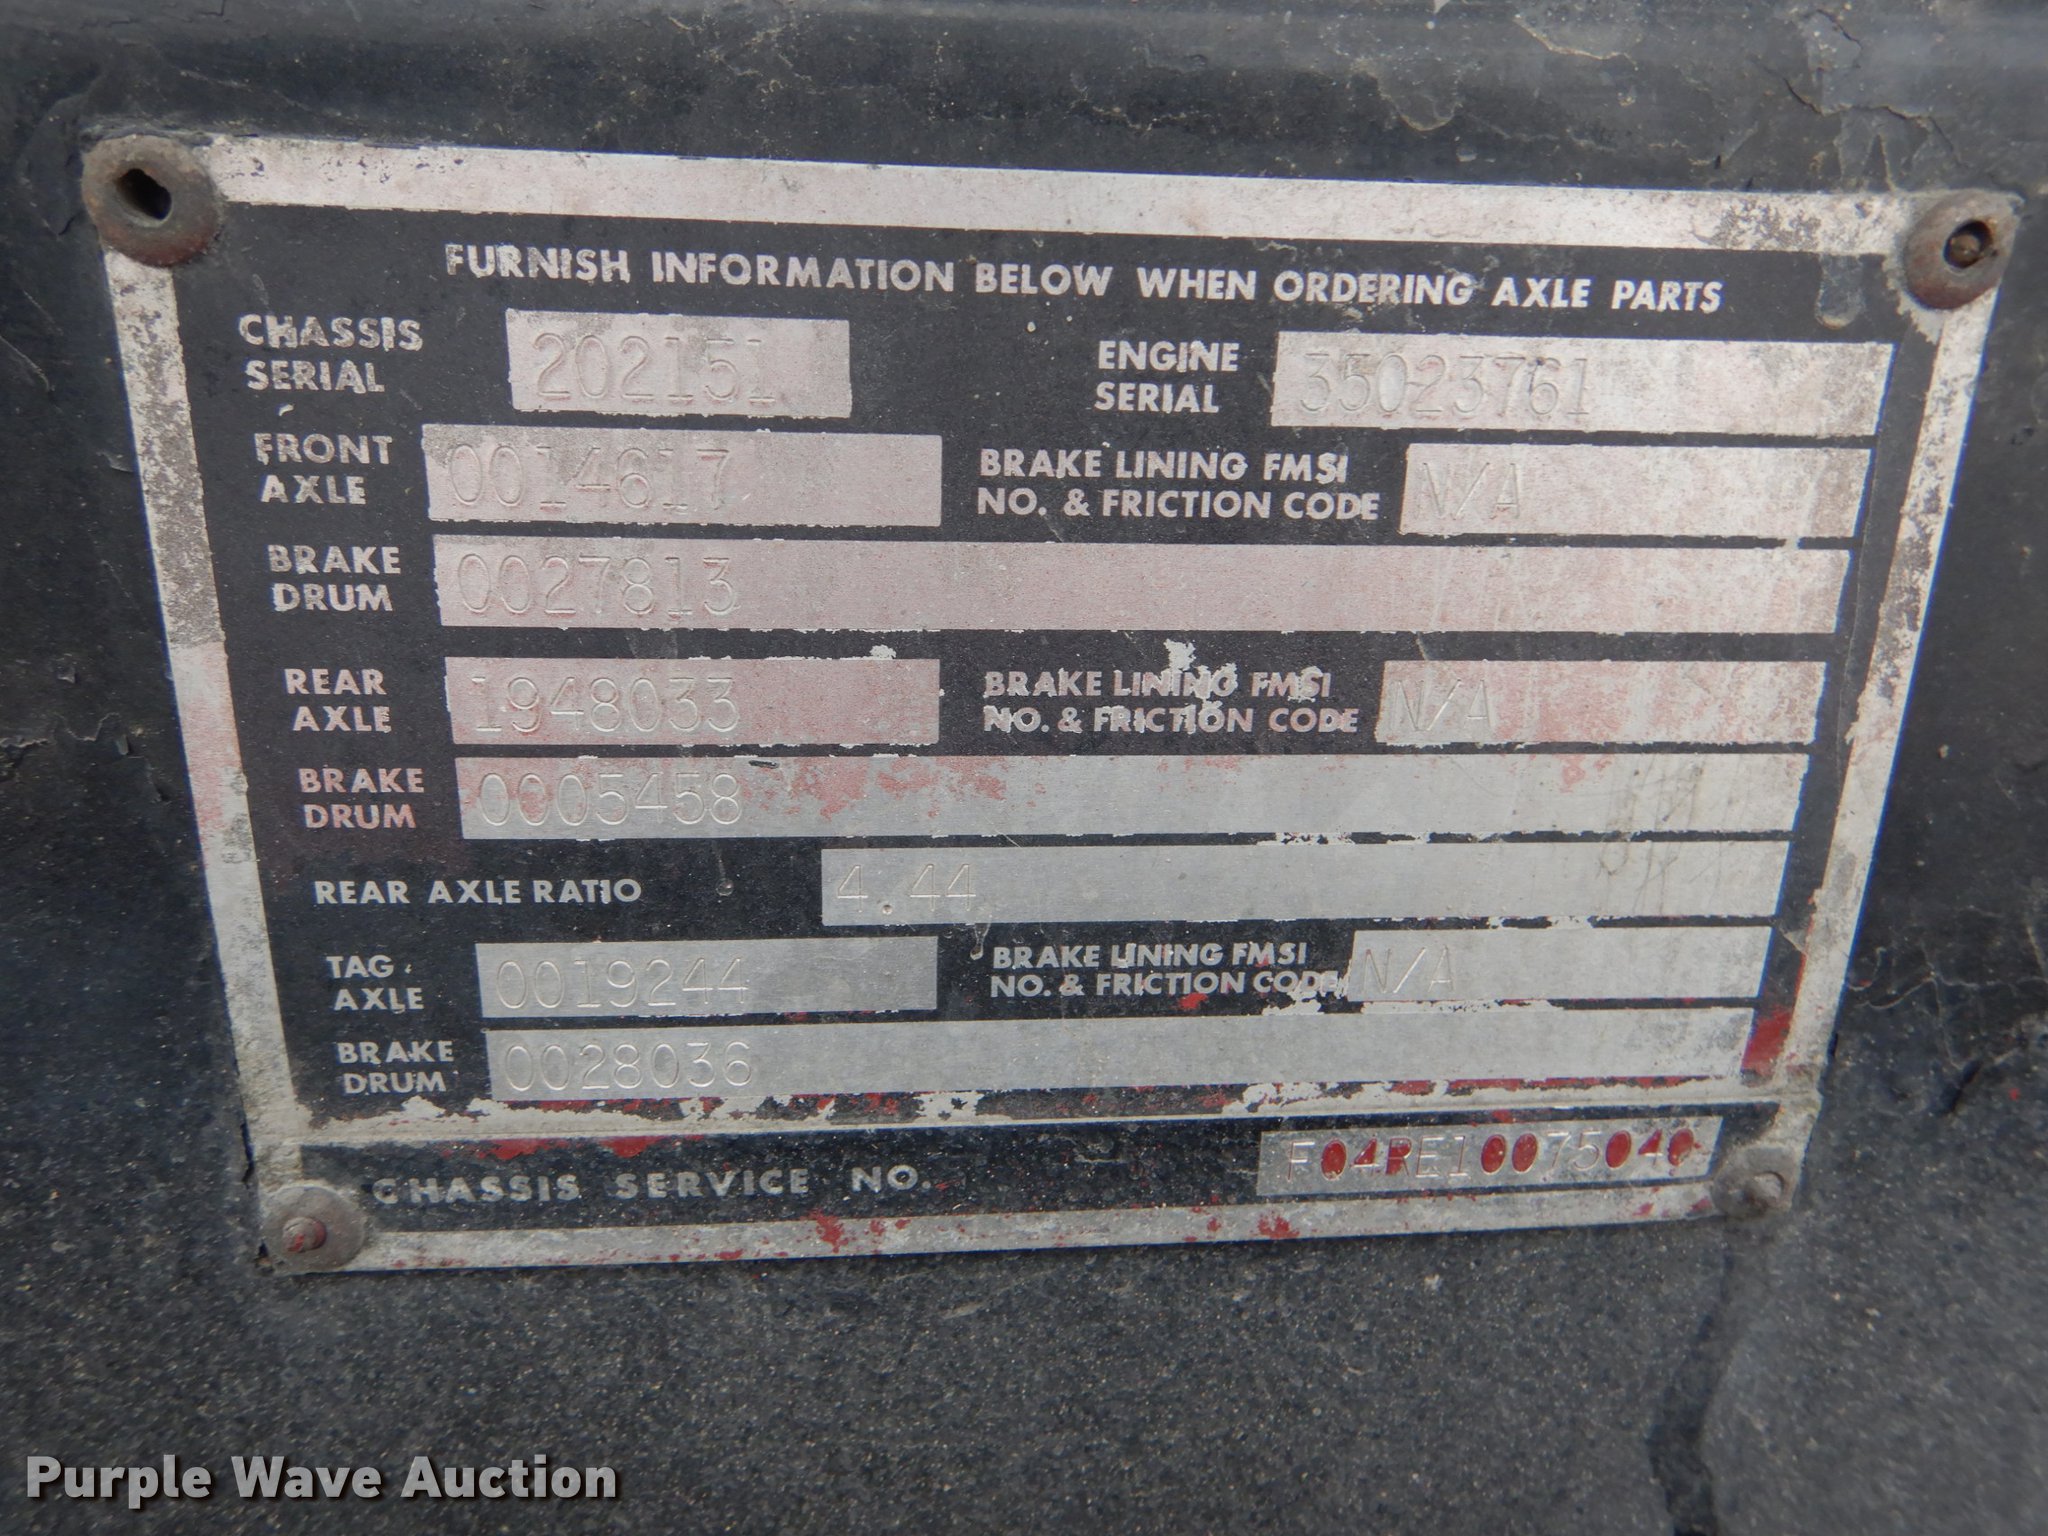 FURNISH INFORMATION BELOW WHEN ORDERING AXLE PARTS
CHASSIS SERIAL 202151 ENGINE SERIAL 35023761
FRONT AXLE 0014617 BRAKE LINING FMSI NO. & FRICTION CODE N/A
BRAKE DRUM 0027813
REAR AXLE 1948033 BRAKE LINING FMSI NO. & FRICTION CODE N/A
BRAKE DRUM 0005458
REAR AXLE RATIO 4.44
TAG AXLE 0019244 BRAKE LINING FMSI NO. & FRICTION CODE N/A
BRAKE DRUM 0028036
CHASSIS SERVICE NO. F04RE10075040
Purple Wave Auction